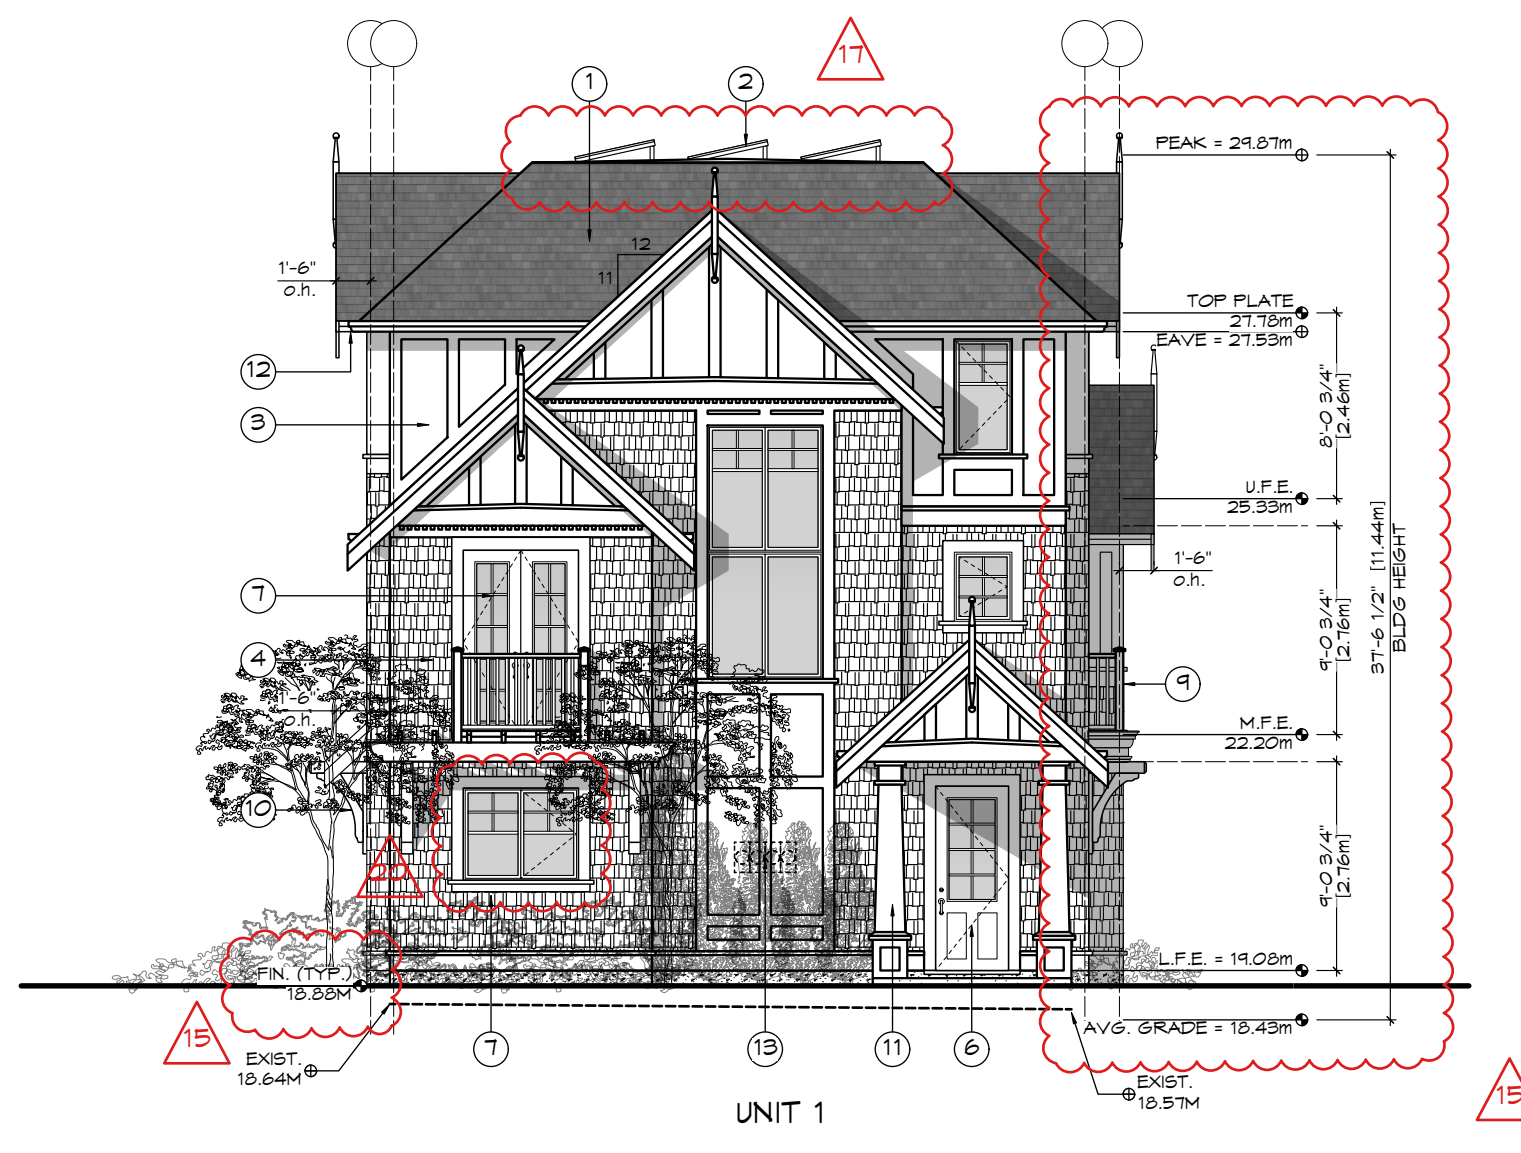 17
1
2
PEAK = 29.87m
12
11
1'-6"
o.h.
TOP PLATE
27.78m
EAVE = 27.53m
12
3
8'-0 3/4"
[2.46m]
U.F.E.
25.33m
37'-6 1/2" [11.44m]
BLDG HEIGHT
1'-6"
o.h.
7
9'-0 3/4"
[2.76m]
4
9
1'-6"
o.h.
M.F.E.
22.20m
10
20
9'-0 3/4"
[2.76m]
L.F.E. = 19.08m
FIN. (TYP.)
18.88M
AVG. GRADE = 18.43m
15
7
13
11
6
EXIST.
18.64M
EXIST.
18.57M
15
UNIT 1